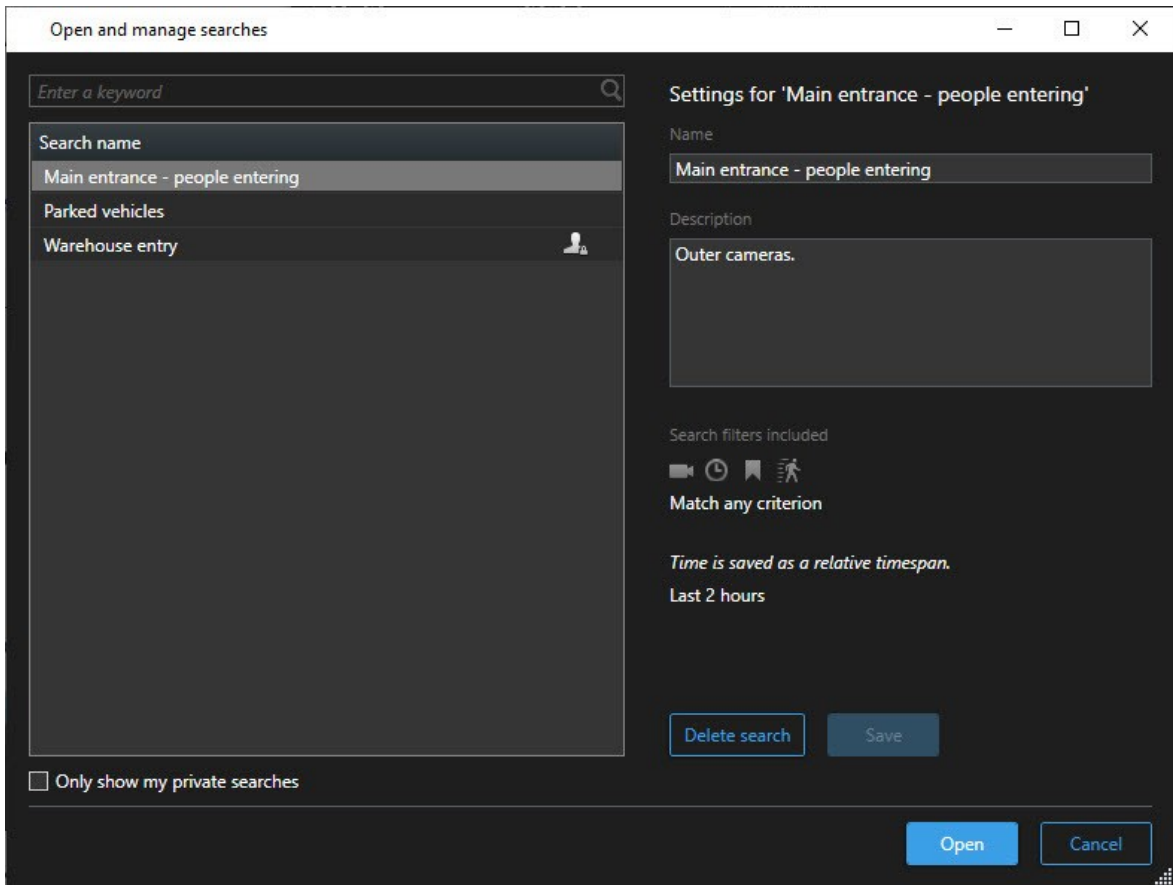 Open and manage searches
Enter a keyword
Search name
Main entrance - people entering
Parked vehicles
Warehouse entry
Only show my private searches
Settings for 'Main entrance - people entering'
Name
Main entrance - people entering
Description
Outer cameras.
Search filters included
Match any criterion
Time is saved as a relative timespan.
Last 2 hours
Delete search
Save
Open
Cancel